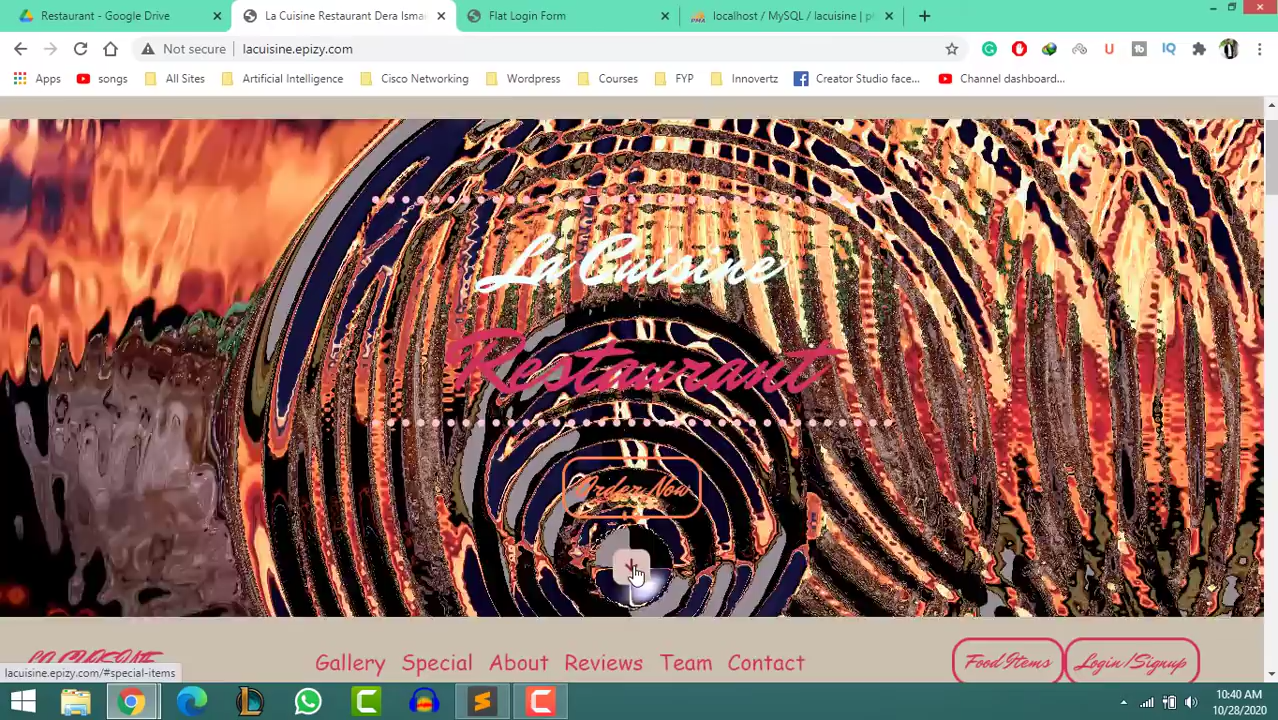 Restaurant - Google Drive
La Cuisine Restaurant Dera Isma
Flat Login Form
localhost / MySQL / lacuisine | p
Not secure
lacuisine.epizy.com
Apps
songs
All Sites
Artificial Intelligence
Cisco Networking
Wordpress
Courses
FYP
Innovertz
Creator Studio face...
Channel dashboard...
La Cuisine
Restaurant
Order Now
LA CUISINE
Gallery
Special
About
Reviews
Team
Contact
Food Items
Login/Signup
lacuisine.epizy.com/#special-items
10:40 AM
10/28/2020